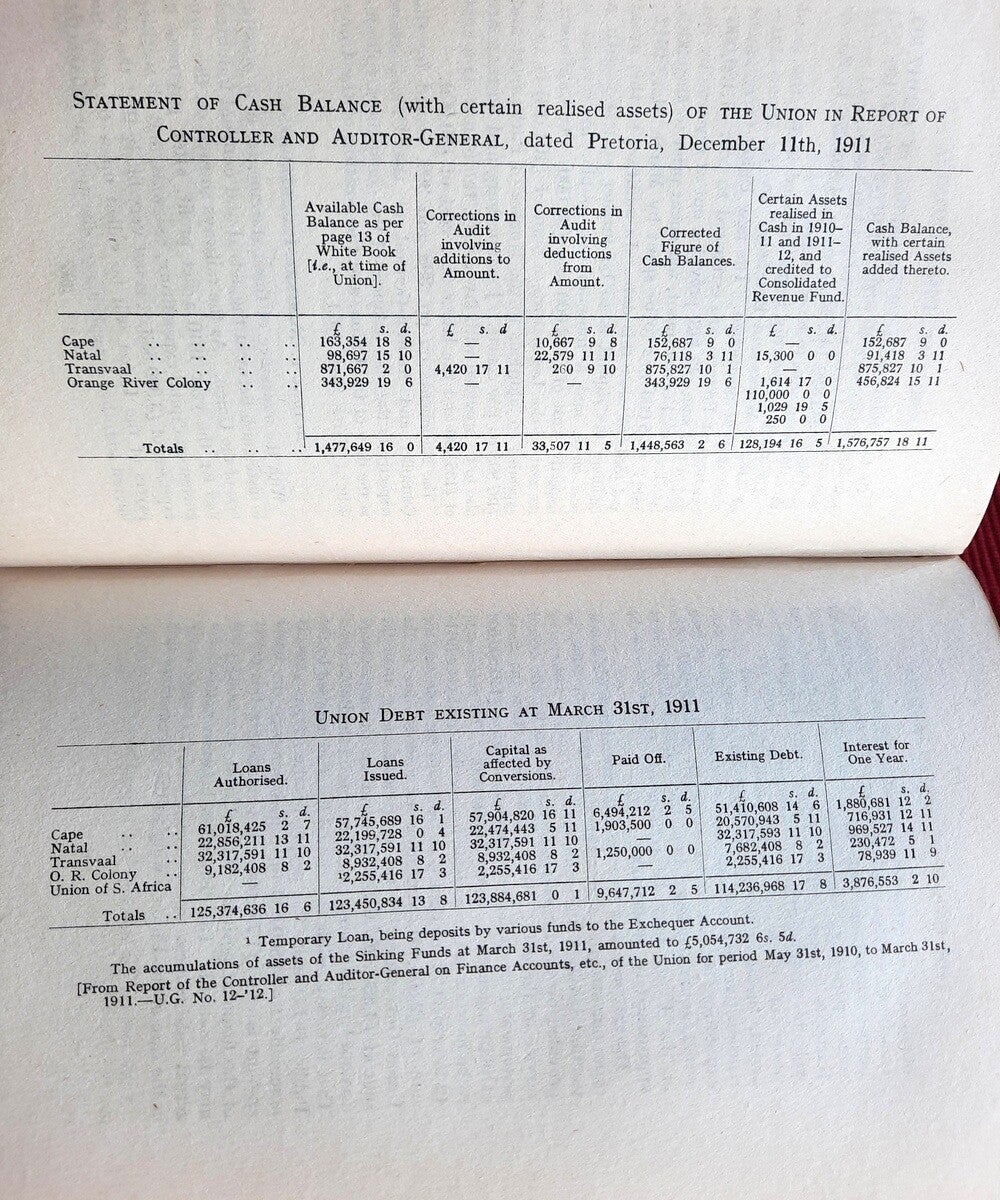 STATEMENT OF CASH BALANCE (with certain realised assets) OF THE UNION IN REPORT OF
CONTROLLER AND AUDITOR-GENERAL, dated Pretoria, December 11th, 1911
Available Cash Balance as per page 13 of White Book [i.e., at time of Union].
Corrections in Audit involving additions to Amount.
Corrections in Audit involving deductions from Amount.
Corrected Figure of Cash Balances.
Certain Assets realised in Cash in 1910–11 and 1911–12, and credited to Consolidated Revenue Fund.
Cash Balance, with certain realised Assets added thereto.
£ s. d. £ s. d £ s. d. £ s. d. £ s. d. £ s. d.
Cape .. .. .. .. 163,354 18 8 — 10,667 9 8 152,687 9 0 — 152,687 9 0
Natal .. .. .. .. 98,697 15 10 — 22,579 11 11 76,118 3 11 15,300 0 0 91,418 3 11
Transvaal .. .. .. .. 871,667 2 0 4,420 17 11 260 9 10 875,827 10 1 — 875,827 10 1
Orange River Colony .. .. 343,929 19 6 — — 343,929 19 6 1,614 17 0 456,824 15 11
110,000 0 0
1,029 19 5
250 0 0
Totals .. .. .. 1,477,649 16 0 4,420 17 11 33,507 11 5 1,448,563 2 6 128,194 16 5 1,576,757 18 11
UNION DEBT EXISTING AT MARCH 31ST, 1911
Loans Authorised.
Loans Issued.
Capital as affected by Conversions.
Paid Off.
Existing Debt.
Interest for One Year.
£ s. d. £ s. d. £ s. d. £ s. d. £ s. d. £ s. d.
Cape .. .. 61,018,425 2 7 57,745,689 16 1 57,904,820 16 11 6,494,212 2 5 51,410,608 14 6 1,880,681 12 2
Natal .. .. 22,856,211 13 11 22,199,728 0 4 22,474,443 5 11 1,903,500 0 0 20,570,943 5 11 716,931 12 11
Transvaal .. 32,317,591 11 10 32,317,591 11 10 32,317,591 11 10 — 32,317,593 11 10 969,527 14 11
O. R. Colony .. 9,182,408 8 2 8,932,408 8 2 8,932,408 8 2 1,250,000 0 0 7,682,408 8 2 230,472 5 1
Union of S. Africa — ¹2,255,416 17 3 2,255,416 17 3 — 2,255,416 17 3 78,939 11 9
Totals .. 125,374,636 16 6 123,450,834 13 8 123,884,681 0 1 9,647,712 2 5 114,236,968 17 8 3,876,553 2 10
¹ Temporary Loan, being deposits by various funds to the Exchequer Account.
The accumulations of assets of the Sinking Funds at March 31st, 1911, amounted to £5,054,732 6s. 5d.
[From Report of the Controller and Auditor-General on Finance Accounts, etc., of the Union for period May 31st, 1910, to March 31st,
1911.—U.G. No. 12–'12.]